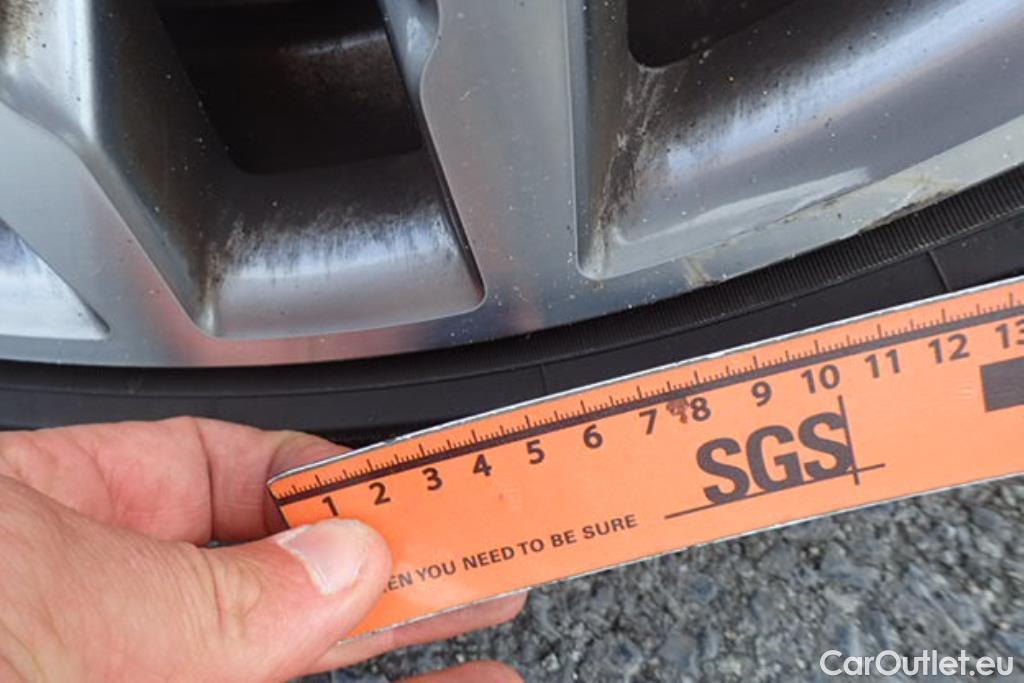 1 2 3 4 5 6 7 8 9 10 11 12 13
SGS
YOU NEED TO BE SURE
CarOutlet.eu